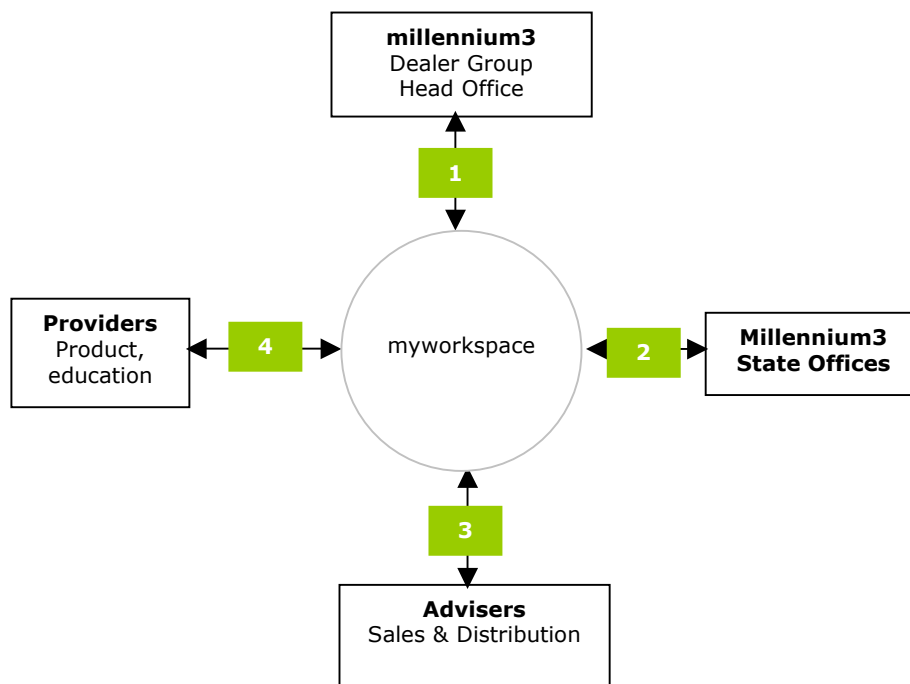 millennium3
Dealer Group
Head Office
1
Providers
Product,
education
4
myworkspace
2
Millennium3
State Offices
3
Advisers
Sales & Distribution